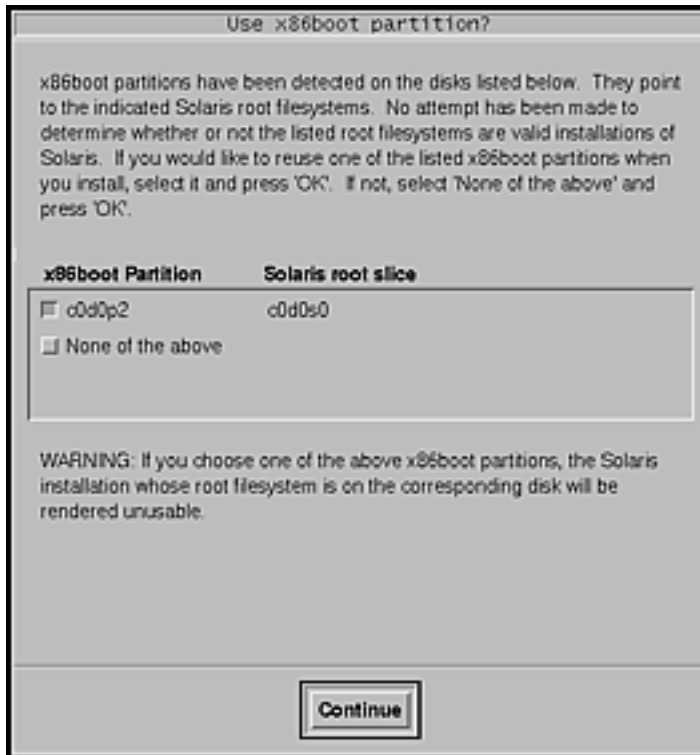 Use x86boot partition?
x86boot partitions have been detected on the disks listed below. They point
to the indicated Solaris root filesystems. No attempt has been made to
determine whether or not the listed root filesystems are valid installations of
Solaris. If you would like to reuse one of the listed x86boot partitions when
you install, select it and press 'OK'. If not, select 'None of the above' and
press 'OK'.
x86boot Partition Solaris root slice
c0d0p2 c0d0s0
None of the above
WARNING: If you choose one of the above x86boot partitions, the Solaris
installation whose root filesystem is on the corresponding disk will be
rendered unusable.
Continue